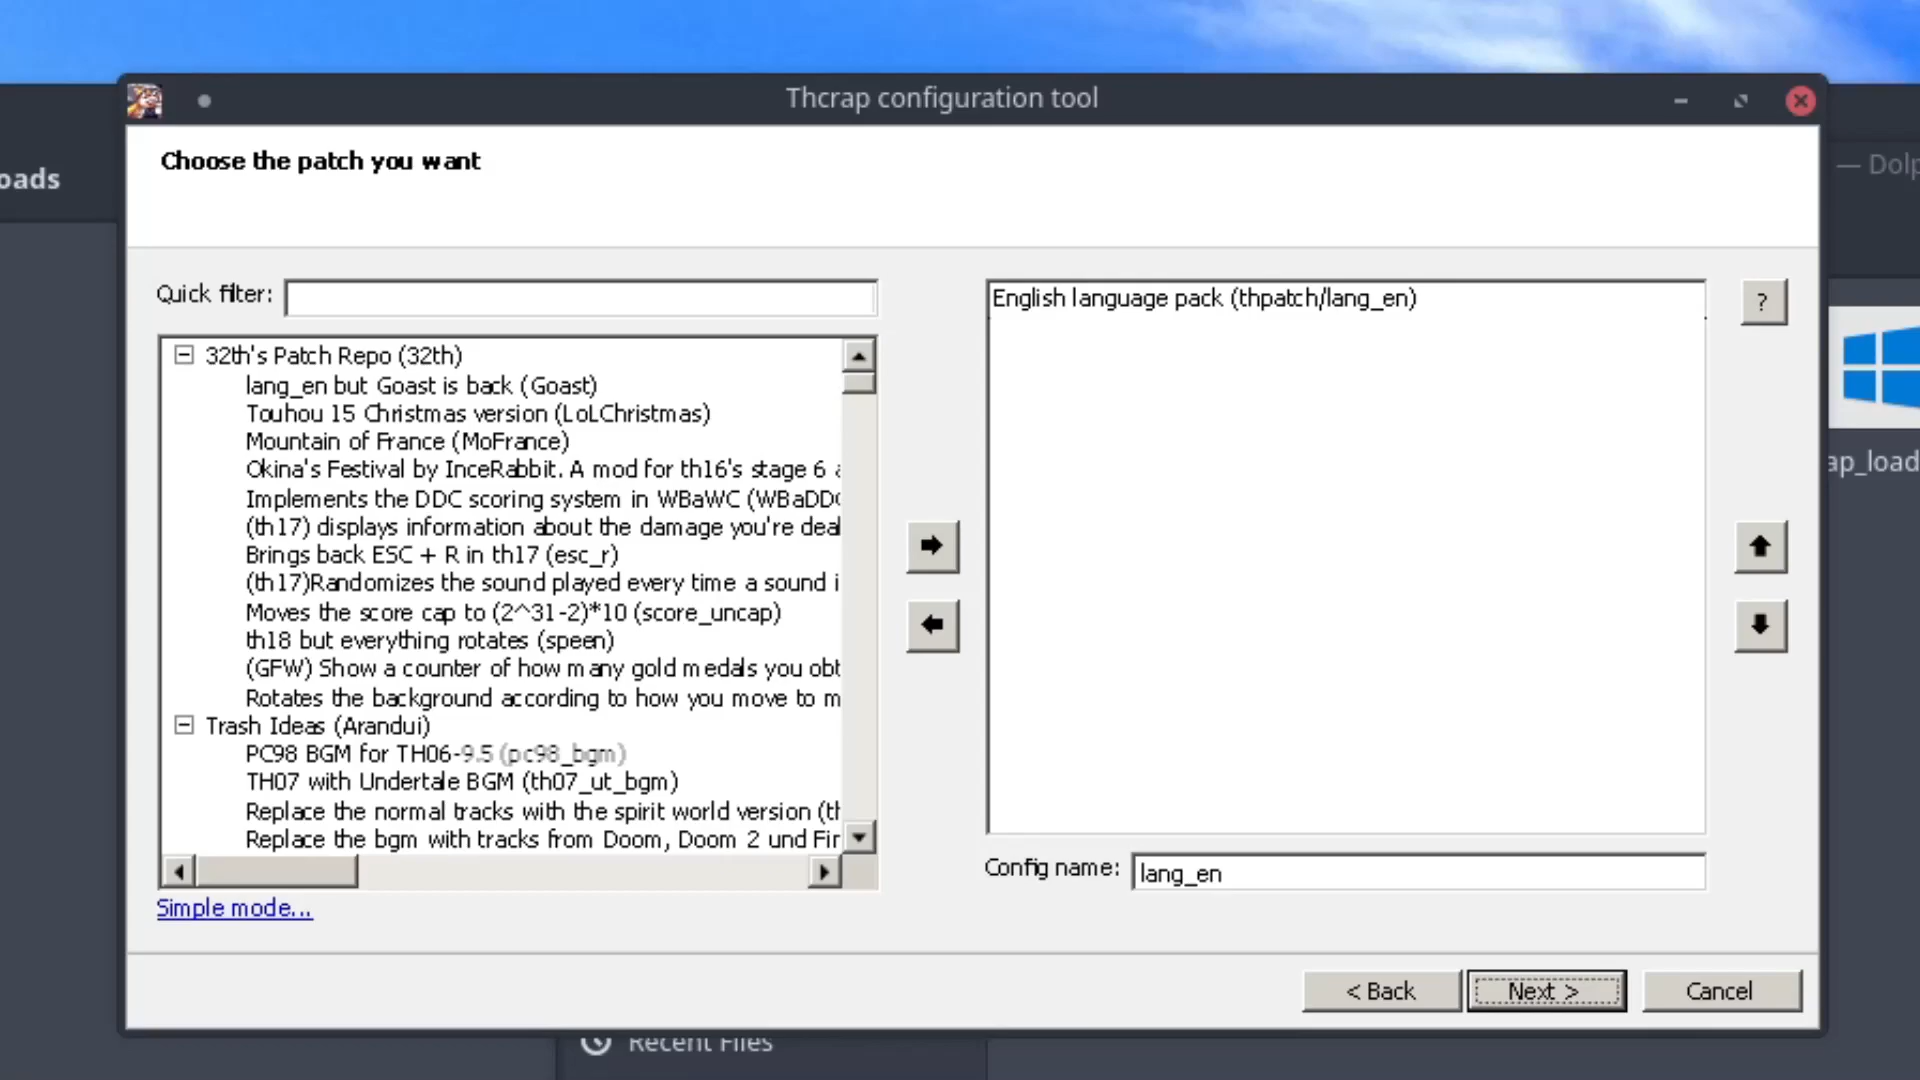 Thcrap configuration tool
Choose the patch you want
oads
— Dolp
Quick filter:
English language pack (thpatch/lang_en)
?
32th's Patch Repo (32th)
lang_en but Goast is back (Goast)
Touhou 15 Christmas version (LoLChristmas)
Mountain of France (MoFrance)
Okina's Festival by InceRabbit. A mod for th16's stage 6 a
Implements the DDC scoring system in WBaWC (WBaDDC
(th17) displays information about the damage you're deal
Brings back ESC + R in th17 (esc_r)
(th17)Randomizes the sound played every time a sound i
Moves the score cap to (2^31-2)*10 (score_uncap)
th18 but everything rotates (speen)
(GFW) Show a counter of how many gold medals you obt
Rotates the background according to how you move to m
Trash Ideas (Arandui)
PC98 BGM for TH06-9.5 (pc98_bgm)
TH07 with Undertale BGM (th07_ut_bgm)
Replace the normal tracks with the spirit world version (th
Replace the bgm with tracks from Doom, Doom 2 und Fir
ap_load
Config name:
lang_en
Simple mode...
< Back
Next >
Cancel
Recent Files